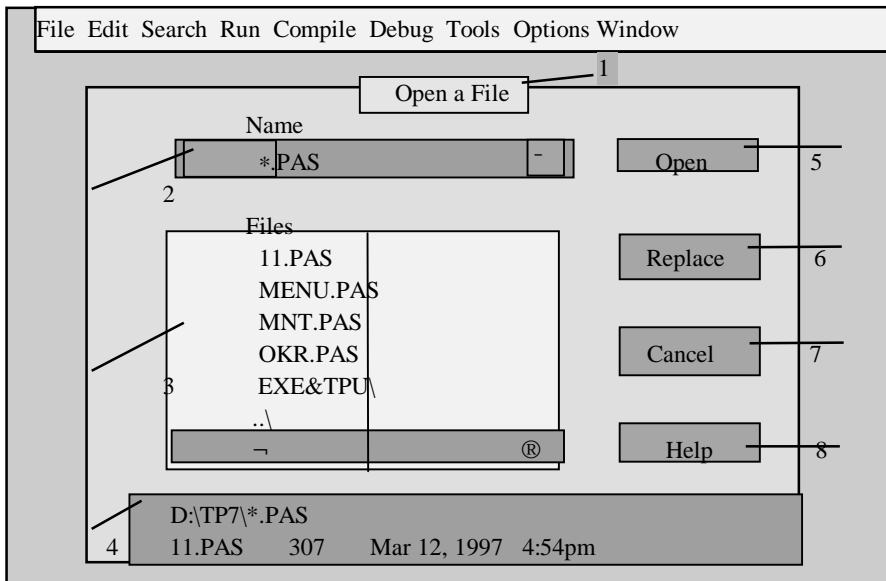 File Edit Search Run Compile Debug Tools Options Window
1
Open a File
Name
*.PAS
-
Open
5
2
Files
11.PAS
Replace
6
MENU.PAS
MNT.PAS
OKR.PAS
Cancel
7
3
EXE&TPU\
..\
¬ ®
Help
8
D:\TP7\*.PAS
4
11.PAS 307 Mar 12, 1997 4:54pm